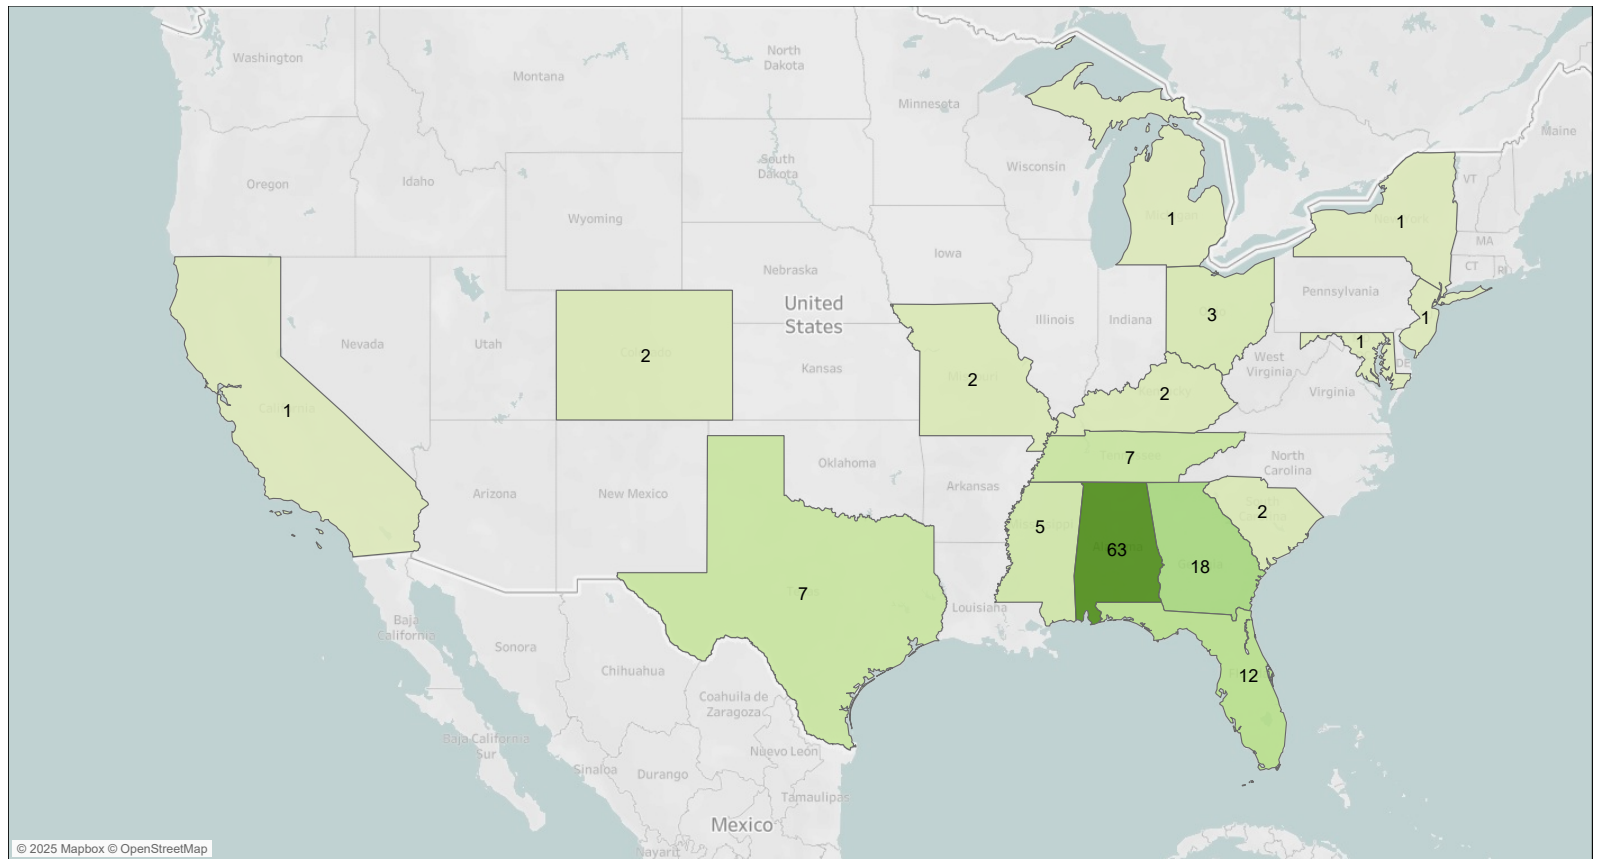 Washington
Montana
North
Dakota
Minnesota
Maine
Oregon
Idaho
South
Dakota
Wisconsin
VT
Wyoming
1
Michigan
1
New York
Iowa
MA
CT
RI
Nebraska
Pennsylvania
United
States
Illinois
Indiana
3
Ohio
1
Nevada
Utah
2
Colorado
Kansas
1
DE
West
Virginia
Virginia
2
Missouri
2
Kentucky
1
California
Oklahoma
7
Tennessee
North
Carolina
Arizona
New Mexico
Arkansas
South
Carolina
2
5
Mississippi
63
Alabama
18
Georgia
7
Texas
Louisiana
Baja
California
Sonora
Chihuahua
12
Coahuila de
Zaragoza
Baja California
Sur
Nuevo León
Sinaloa
Durango
Tamaulipas
Mexico
Nayarit
© 2025 Mapbox © OpenStreetMap